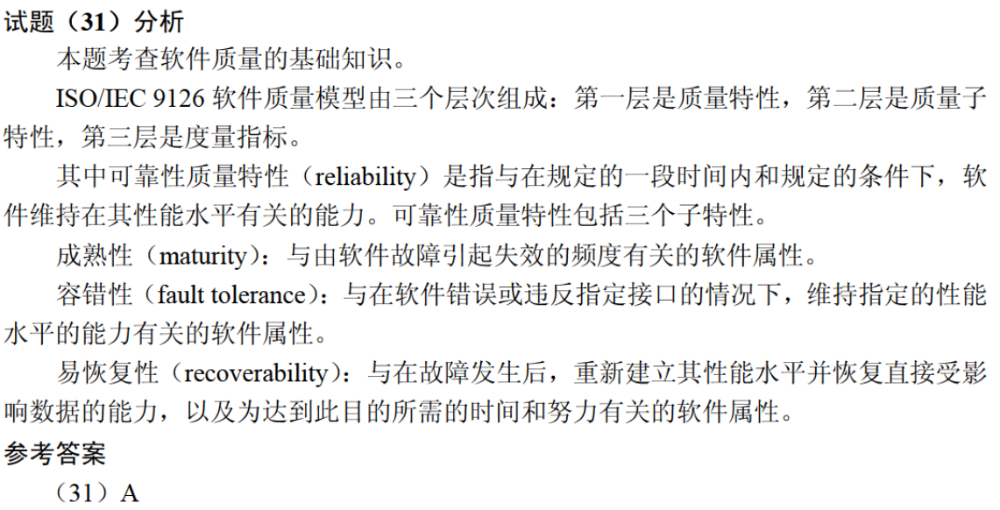 试题（31）分析
本题考查软件质量的基础知识。
ISO/IEC 9126 软件质量模型由三个层次组成：第一层是质量特性，第二层是质量子
特性，第三层是度量指标。
其中可靠性质量特性（reliability）是指与在规定的一段时间内和规定的条件下，软
件维持在其性能水平有关的能力。可靠性质量特性包括三个子特性。
成熟性（maturity）：与由软件故障引起失效的频度有关的软件属性。
容错性（fault tolerance）：与在软件错误或违反指定接口的情况下，维持指定的性能
水平的能力有关的软件属性。
易恢复性（recoverability）：与在故障发生后，重新建立其性能水平并恢复直接受影
响数据的能力，以及为达到此目的所需的时间和努力有关的软件属性。
参考答案
（31）A